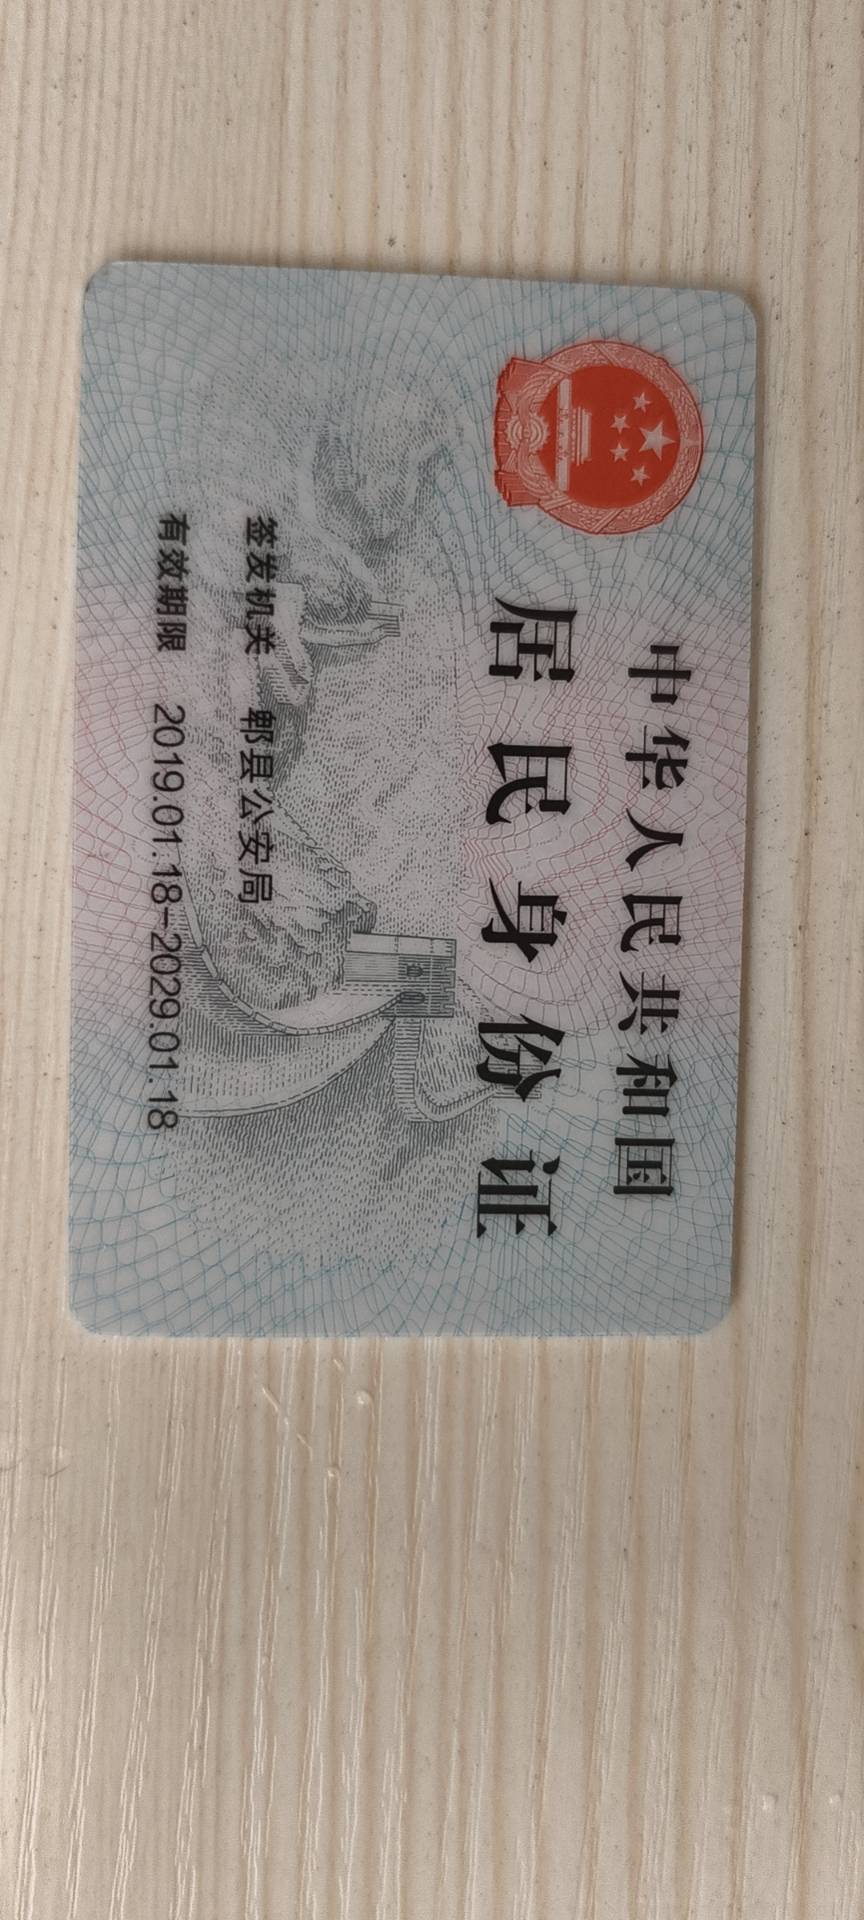 中华人民共和国
居民身份证
签发机关 郫县公安局
有效期限 2019.01.18-2029.01.18